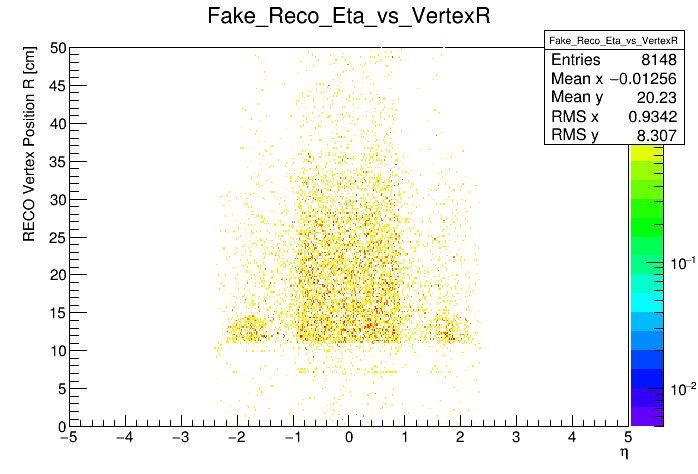 Fake_Reco_Eta_vs_VertexR
Fake_Reco_Eta_vs_VertexR
Entries 8148
Mean x −0.01256
Mean y 20.23
RMS x 0.9342
RMS y 8.307
RECO Vertex Position R [cm]
50
45
40
35
30
25
20
15
10
5
0
−5 −4 −3 −2 −1 0 1 2 3 4 5
η
10−1
10−2